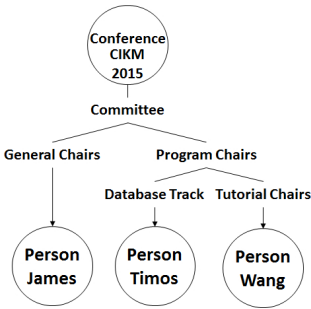 Conference
CIKM
2015
Committee
General Chairs
Program Chairs
Database Track
Tutorial Chairs
Person
James
Person
Timos
Person
Wang